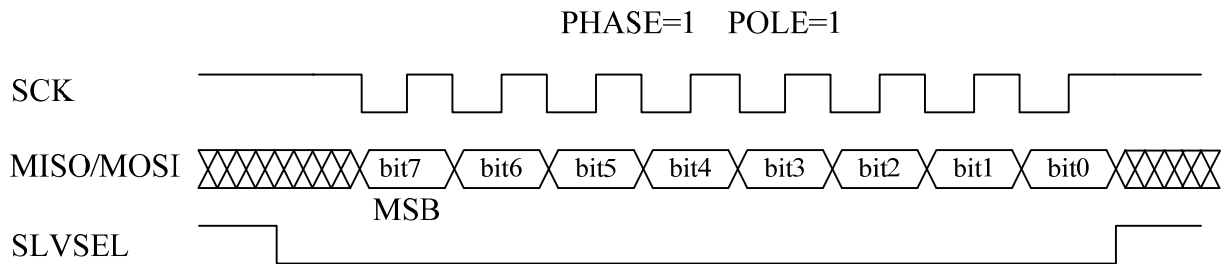 PHASE=1 POLE=1
SCK
MISO/MOSI bit7 bit6 bit5 bit4 bit3 bit2 bit1 bit0
MSB
SLVSEL